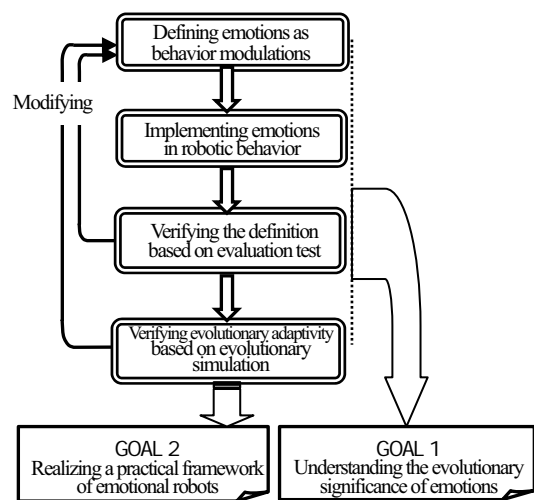 Defining emotions as
behavior modulations
Modifying
Implementing emotions
in robotic behavior
Verifying the definition
based on evaluation test
Verifying evolutionary adaptivity
based on evolutionary
simulation
GOAL 2
Realizing a practical framework
of emotional robots
GOAL 1
Understanding the evolutionary
significance of emotions